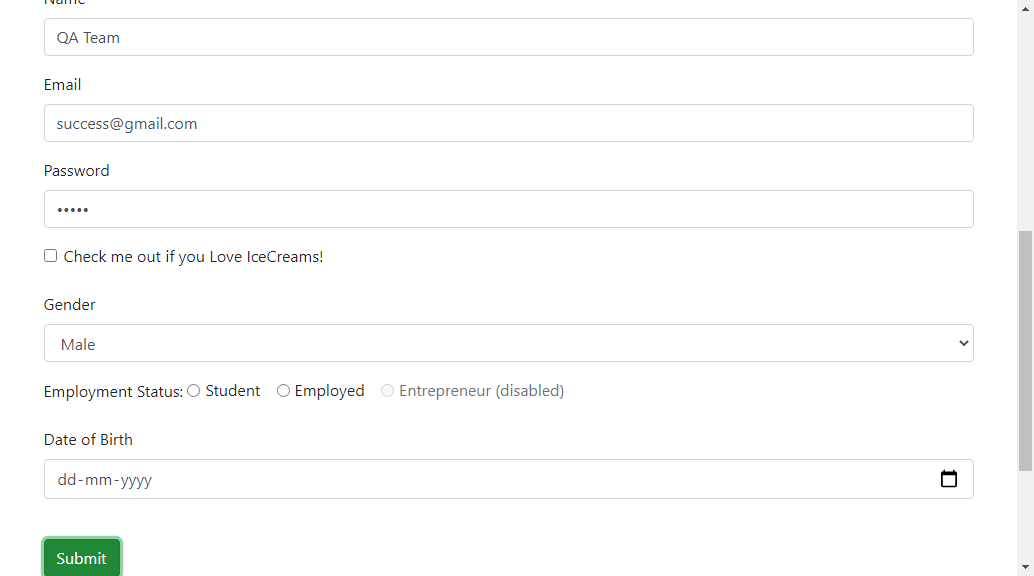 Name
QA Team
Email
success@gmail.com
Password
•••••
Check me out if you Love IceCreams!
Gender
Male
Employment Status: Student Employed Entrepreneur (disabled)
Date of Birth
dd-mm-yyyy
Submit